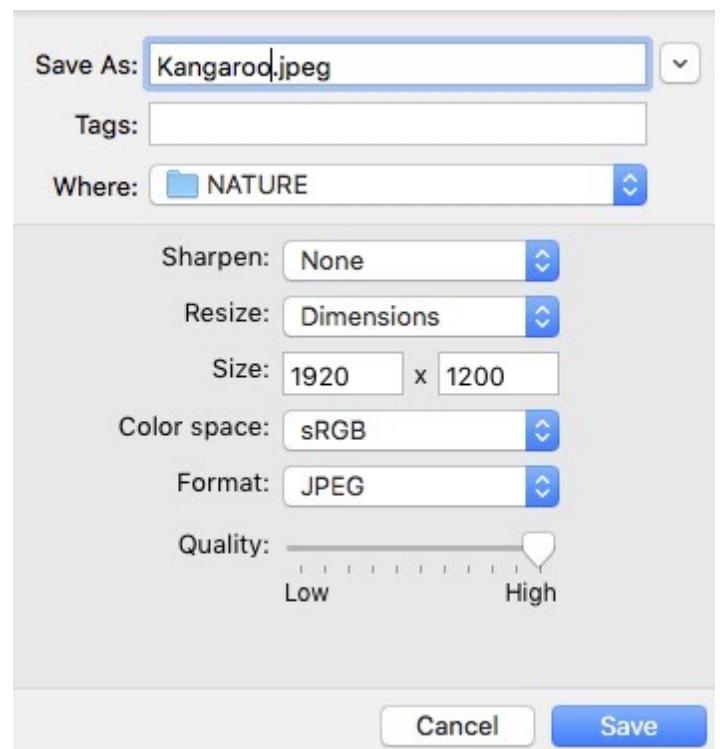 Save As: Kangaroo.jpeg
Tags:
Where: NATURE
Sharpen: None
Resize: Dimensions
Size: 1920 x 1200
Color space: sRGB
Format: JPEG
Quality:
Low High
Cancel Save